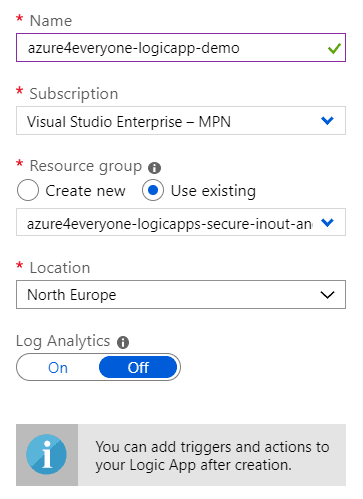 * Name
azure4everyone-logicapp-demo
* Subscription
Visual Studio Enterprise – MPN
* Resource group
Create new Use existing
azure4everyone-logicapps-secure-inout-an
* Location
North Europe
Log Analytics
On Off
You can add triggers and actions to
your Logic App after creation.